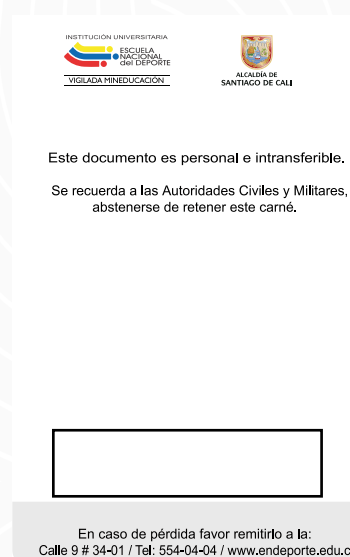 INSTITUCIÓN UNIVERSITARIA
ESCUELA
NACIONAL
del DEPORTE
VIGILADA MINEDUCACIÓN
ALCALDÍA DE
SANTIAGO DE CALI
Este documento es personal e intransferible.
Se recuerda a las Autoridades Civiles y Militares,
abstenerse de retener este carné.
En caso de pérdida favor remitirlo a la:
Calle 9 # 34-01 / Tel: 554-04-04 / www.endeporte.edu.c